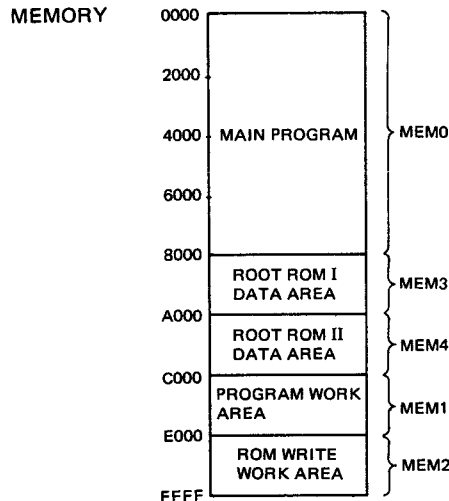 MEMORY
0000
2000
4000
MAIN PROGRAM
MEM0
6000
8000
ROOT ROM I
DATA AREA
MEM3
A000
ROOT ROM II
DATA AREA
MEM4
C000
PROGRAM WORK
AREA
MEM1
E000
ROM WRITE
WORK AREA
MEM2
FFFF